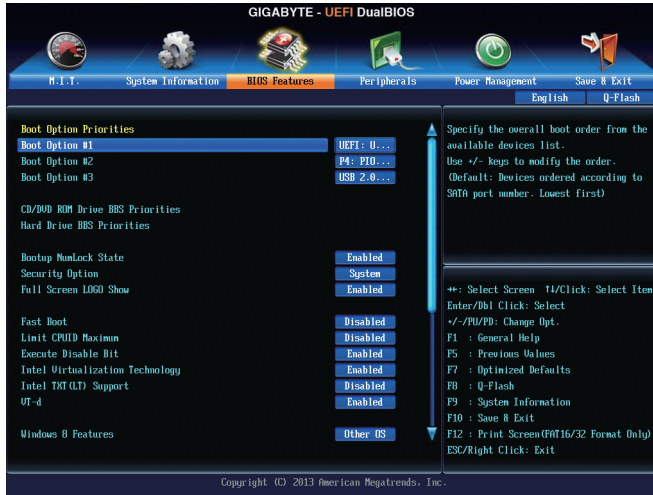 GIGABYTE - UEFI DualBIOS
M.I.T. System Information BIOS Features Peripherals Power Management Save & Exit
English Q-Flash
Boot Option Priorities
Boot Option #1 UEFI: U...
Boot Option #2 P4: PIO...
Boot Option #3 USB 2.0...
CD/DVD ROM Drive BBS Priorities
Hard Drive BBS Priorities
Bootup NumLock State Enabled
Security Option System
Full Screen LOGO Show Enabled
Fast Boot Disabled
Limit CPUID Maximum Disabled
Execute Disable Bit Enabled
Intel Virtualization Technology Enabled
Intel TXT(LT) Support Disabled
VT-d Enabled
Windows 8 Features Other OS
Specify the overall boot order from the
available devices list.
Use +/- keys to modify the order.
(Default: Devices ordered according to
SATA port number. Lowest first)
→←: Select Screen ↑↓/Click: Select Item
Enter/Dbl Click: Select
+/-/PU/PD: Change Opt.
F1 : General Help
F5 : Previous Values
F7 : Optimized Defaults
F8 : Q-Flash
F9 : System Information
F10 : Save & Exit
F12 : Print Screen(FAT16/32 Format Only)
ESC/Right Click: Exit
Copyright (C) 2013 American Megatrends, Inc.